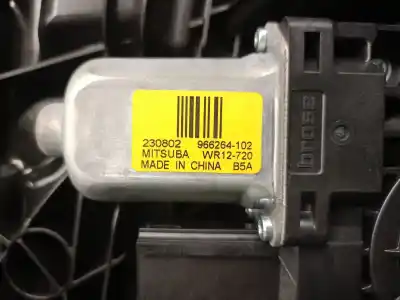 230802 966264-102
MITSUBA WR12-720
MADE IN CHINA B5A
brose